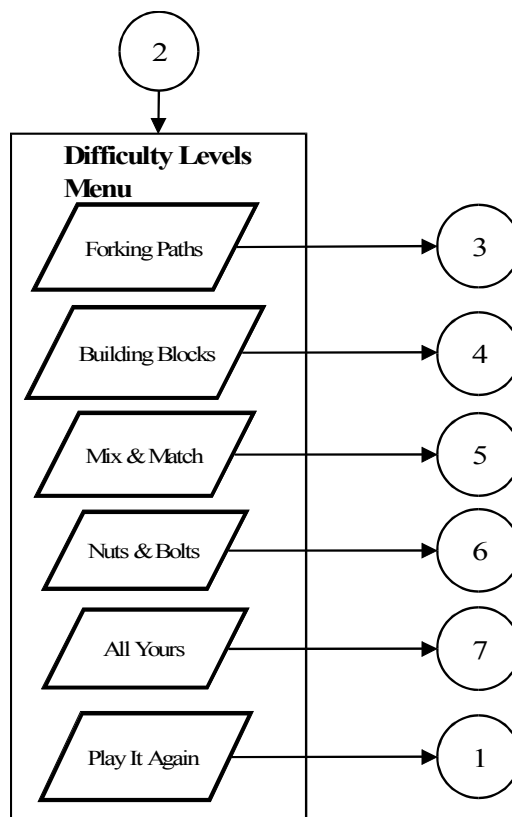 2
Difficulty Levels
Menu
Forking Paths
3
Building Blocks
4
Mix & Match
5
Nuts & Bolts
6
All Yours
7
Play It Again
1